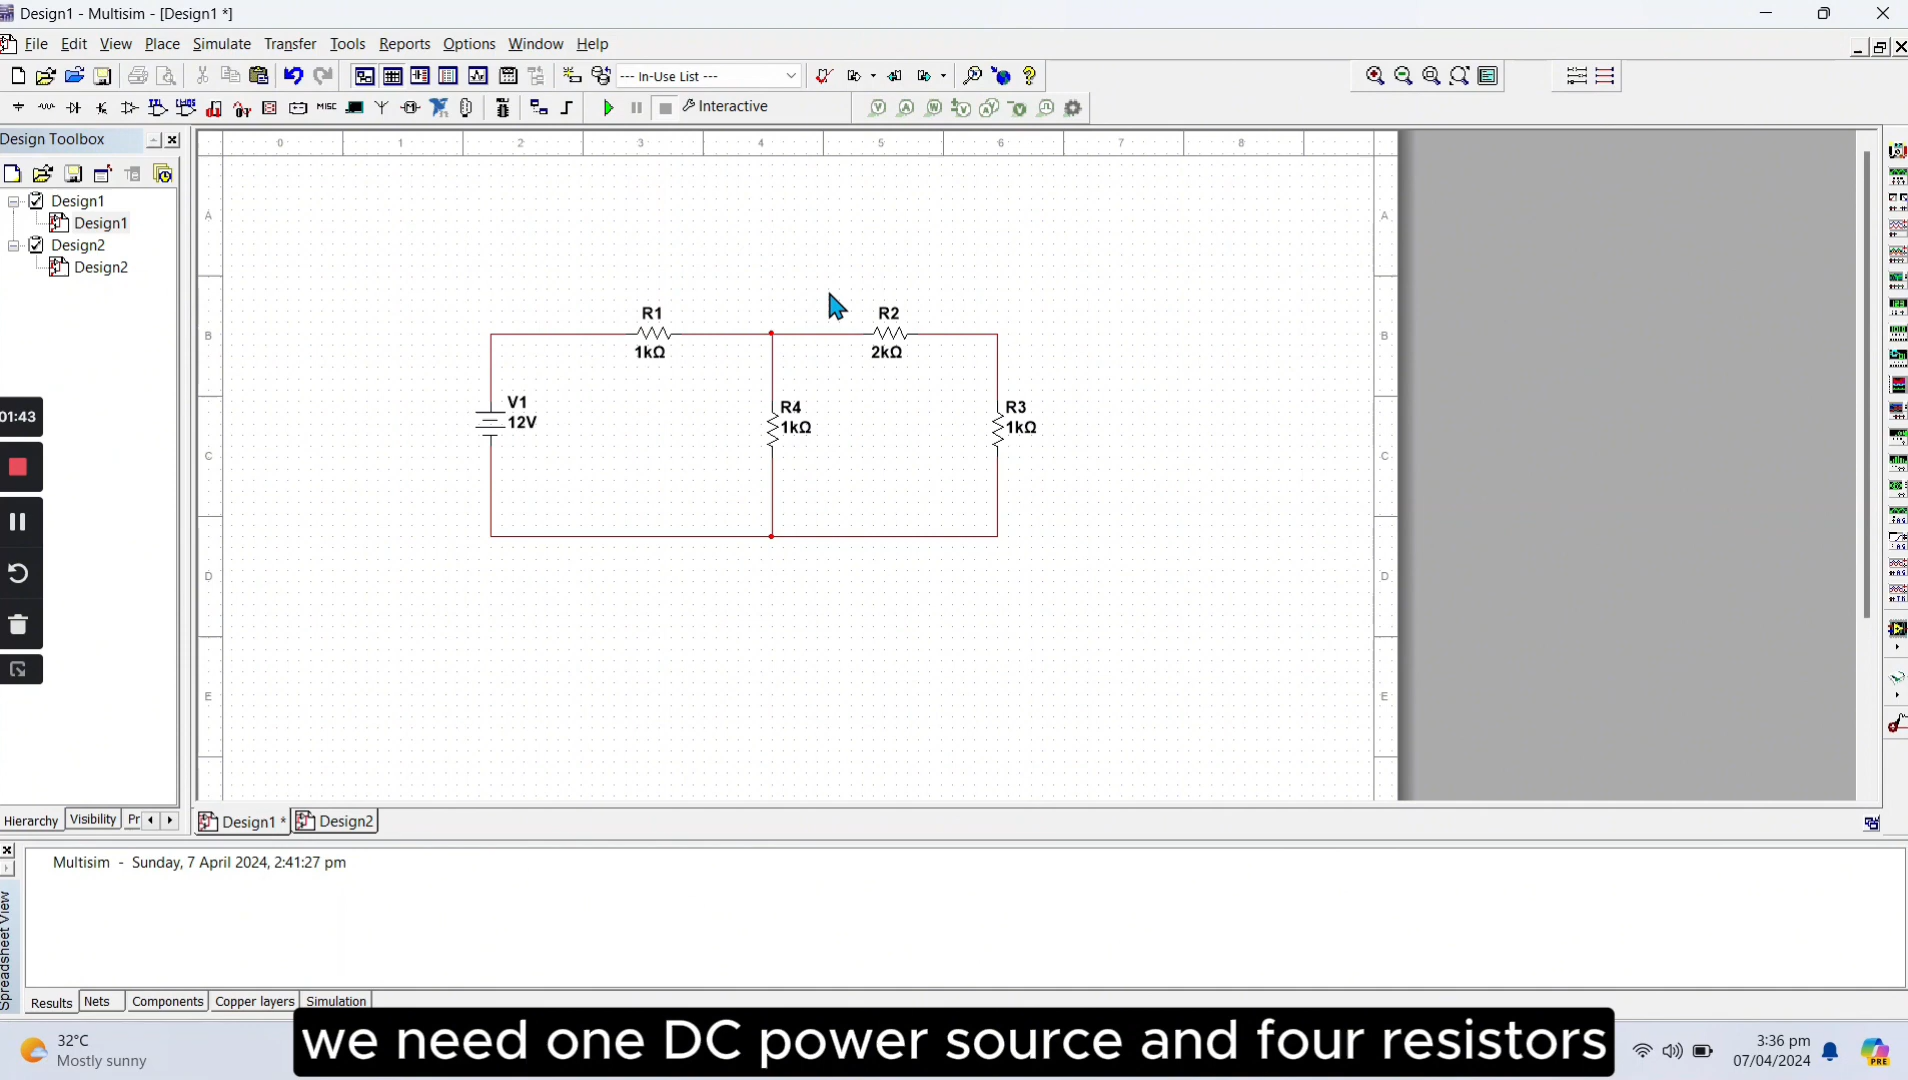 Design1 - Multisim - [Design1 *]
File Edit View Place Simulate Transfer Tools Reports Options Window Help
--- In-Use List ---
MISC
Interactive
Design Toolbox
0 1 2 3 4 5 6 7 8
Design1
Design1
Design2
Design2
A A
B B
C C
D D
E E
R1
1kΩ
R2
2kΩ
V1
12V
R4
1kΩ
R3
1kΩ
01:43
Hierarchy Visibility Pr
Design1 * Design2
Multisim - Sunday, 7 April 2024, 2:41:27 pm
Spreadsheet View
Results Nets Components Copper layers Simulation
we need one DC power source and four resistors
32°C
Mostly sunny
3:36 pm
07/04/2024
PRE